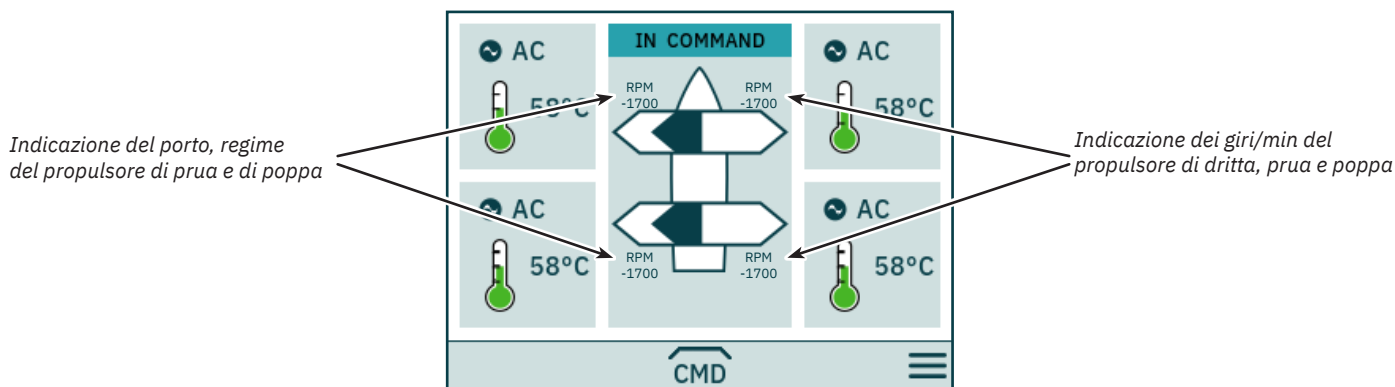 IN COMMAND
AC
58°C
AC
58°C
RPM
-1700
RPM
-1700
RPM
-1700
RPM
-1700
AC
58°C
AC
58°C
CMD
Indicazione del porto, regime
del propulsore di prua e di poppa
Indicazione dei giri/min del
propulsore di dritta, prua e poppa